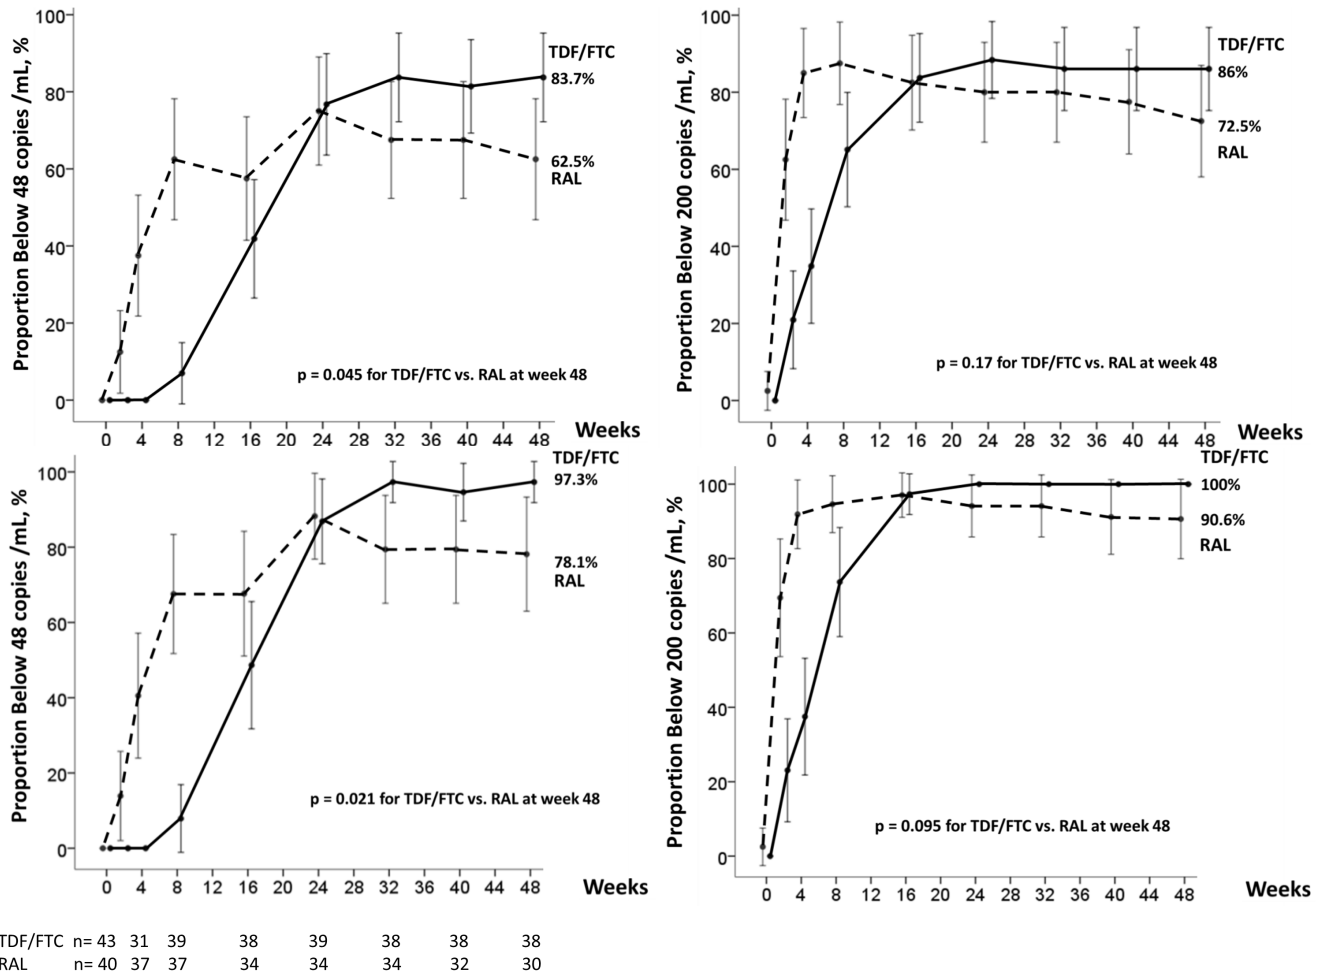 Proportion Below 48 copies /mL, %
100
80
60
40
20
0
TDF/FTC
83.7%
62.5%
RAL
p = 0.045 for TDF/FTC vs. RAL at week 48
0 4 8 12 16 20 24 28 32 36 40 44 48
Weeks
Proportion Below 200 copies /mL, %
100
80
60
40
20
0
TDF/FTC
86%
72.5%
RAL
p = 0.17 for TDF/FTC vs. RAL at week 48
0 4 8 12 16 20 24 28 32 36 40 44 48
Weeks
Proportion Below 48 copies /mL, %
100
80
60
40
20
0
TDF/FTC
97.3%
78.1%
RAL
p = 0.021 for TDF/FTC vs. RAL at week 48
0 4 8 12 16 20 24 28 32 36 40 44 48
Weeks
Proportion Below 200 copies /mL, %
100
80
60
40
20
0
TDF/FTC
100%
90.6%
RAL
p = 0.095 for TDF/FTC vs. RAL at week 48
0 4 8 12 16 20 24 28 32 36 40 44 48
Weeks
TDF/FTC n= 43 31 39 38 39 38 38 38
RAL n= 40 37 37 34 34 34 32 30